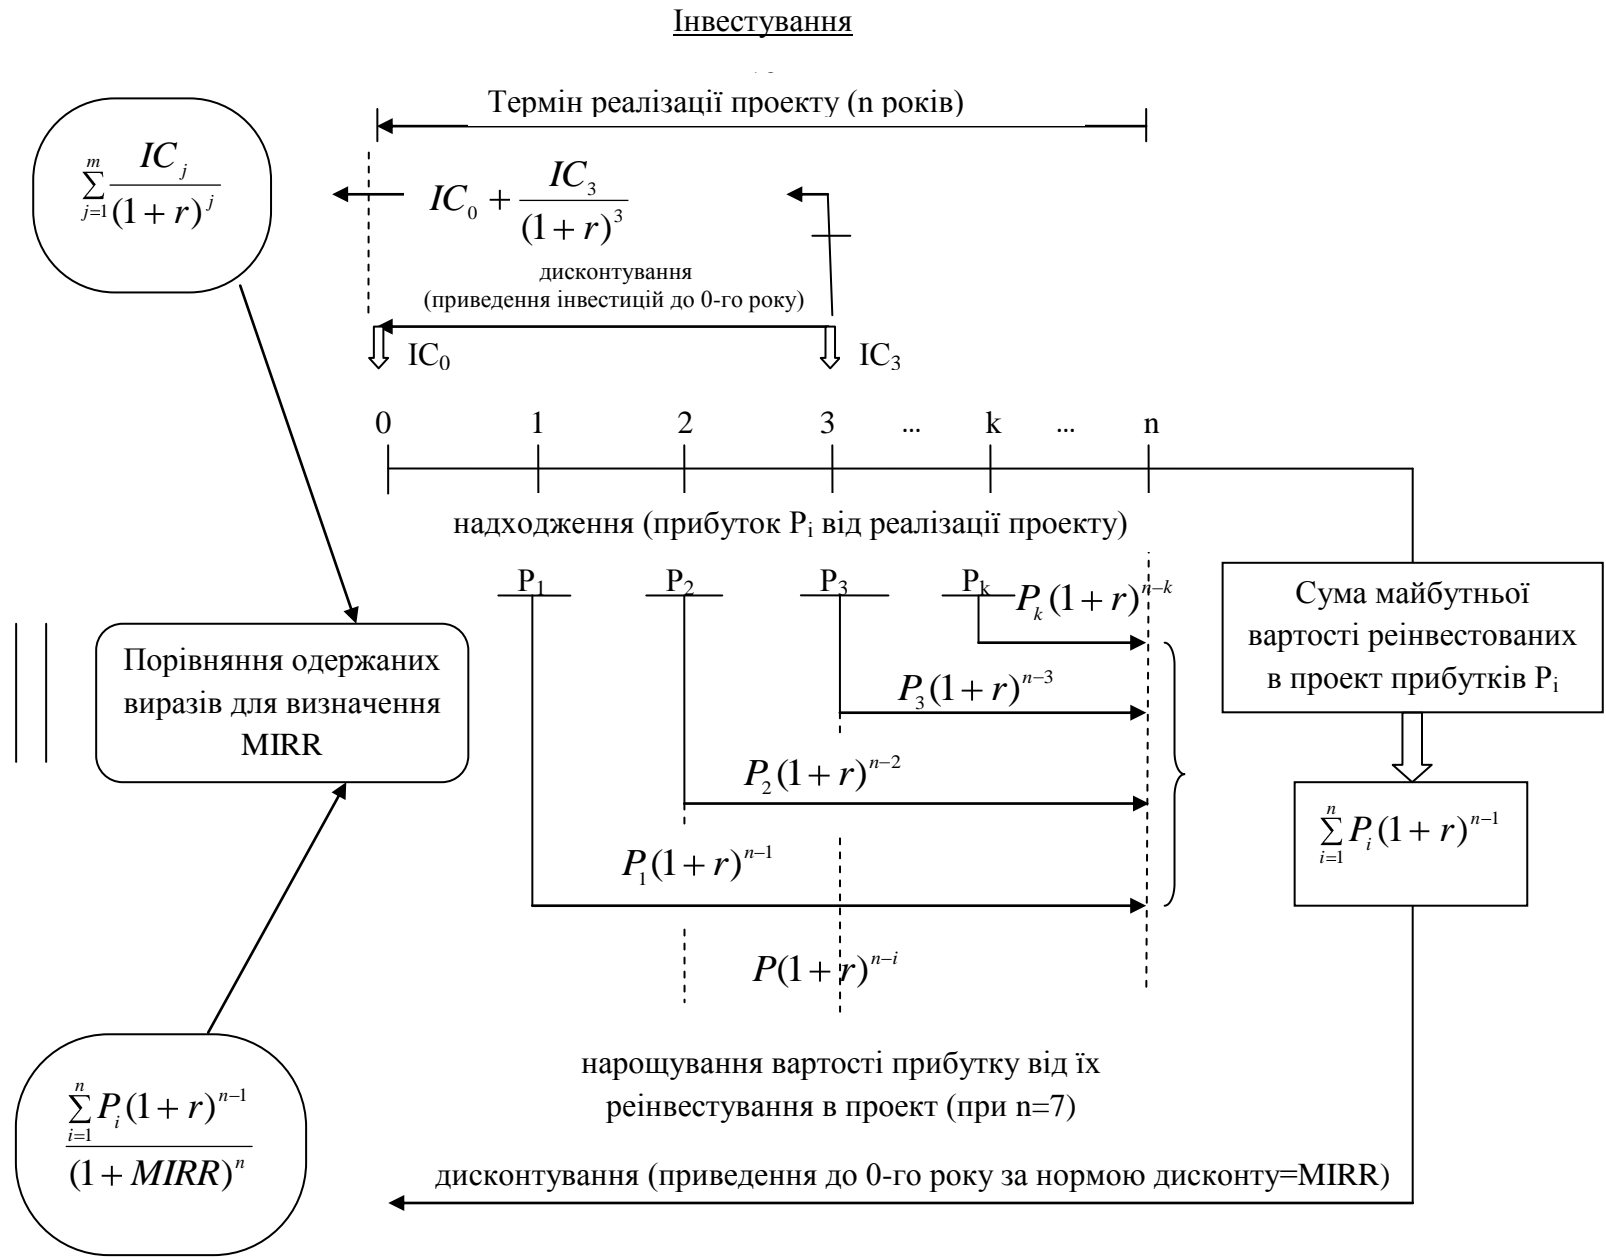 Інвестування
Термін реалізації проекту (n років)
\sum_{j=1}^{m} \frac{IC_j}{(1+r)^j}
IC_0 + \frac{IC_3}{(1+r)^3}
дисконтування
(приведення інвестицій до 0-го року)
IC₀ IC₃
0 1 2 3 ... k ... n
надходження (прибуток Pᵢ від реалізації проекту)
P₁ P₂ P₃ Pₖ
P_k(1+r)^{n-k}
Сума майбутньої
вартості реінвестованих
в проект прибутків Pᵢ
Порівняння одержаних
виразів для визначення
MIRR
P_3(1+r)^{n-3}
P_2(1+r)^{n-2}
\sum_{i=1}^{n} P_i(1+r)^{n-1}
P_1(1+r)^{n-1}
P(1+r)^{n-i}
нарощування вартості прибутку від їх
реінвестування в проект (при n=7)
\frac{\sum_{i=1}^{n} P_i(1+r)^{n-1}}{(1+MIRR)^n}
дисконтування (приведення до 0-го року за нормою дисконту=MIRR)